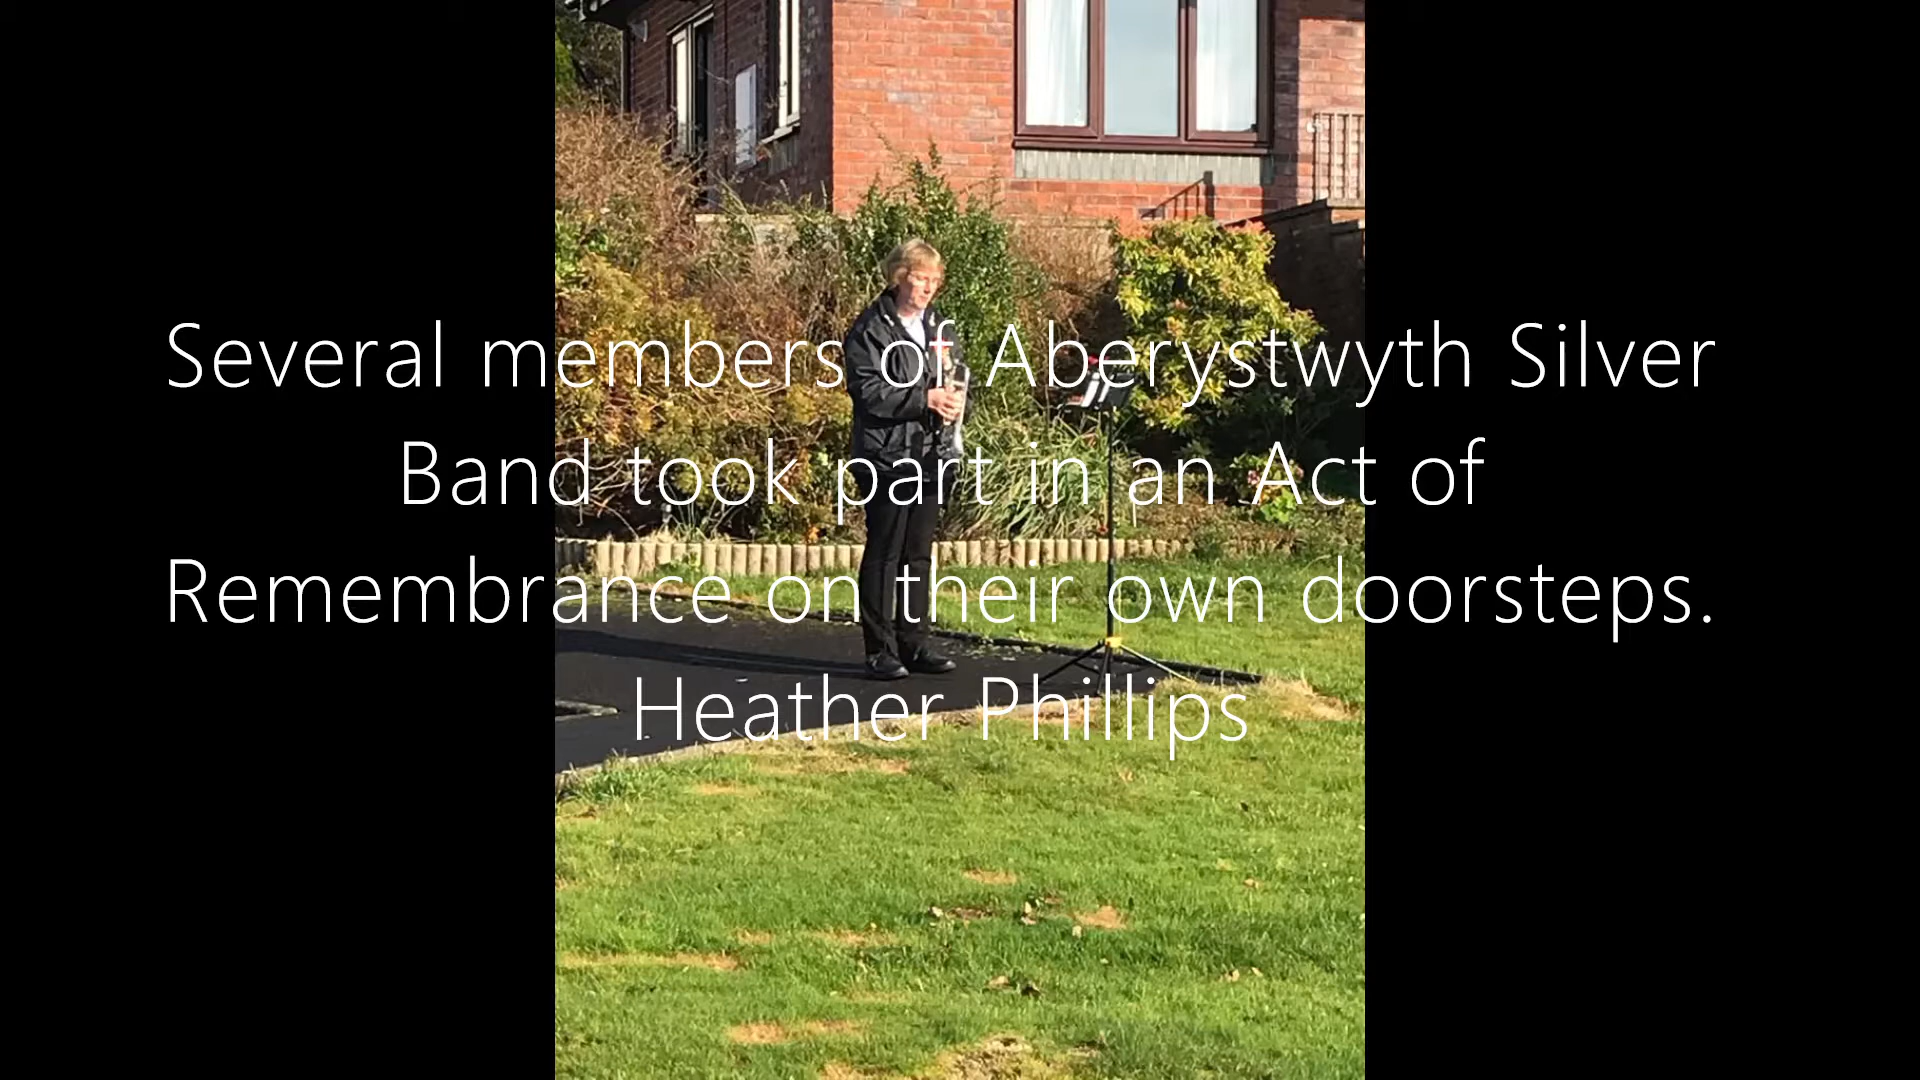 Several members of Aberystwyth Silver
Band took part in an Act of
Remembrance on their own doorsteps.
Heather Phillips